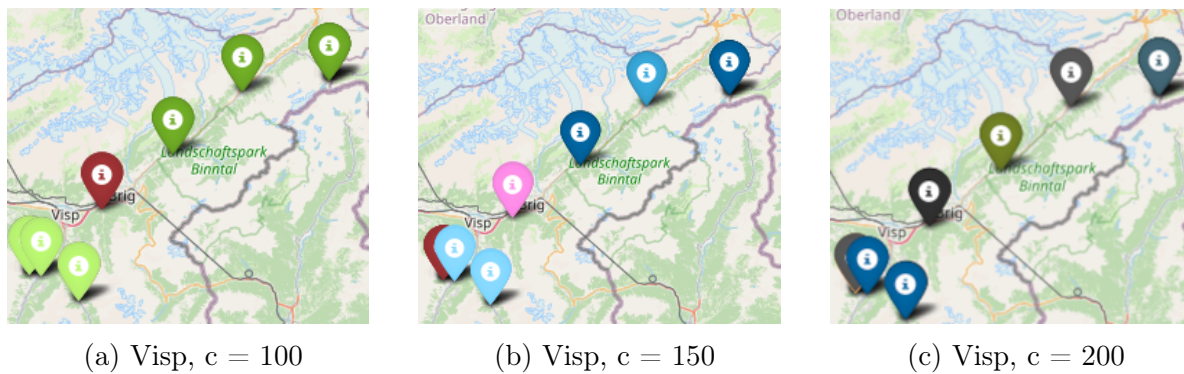 Oberland
Oberland
Landschaftspark
Binntal
Landschaftspark
Binntal
Landschaftspark
Binntal
Brig
Visp
Brig
Visp
Brig
Visp
(a) Visp, c = 100
(b) Visp, c = 150
(c) Visp, c = 200